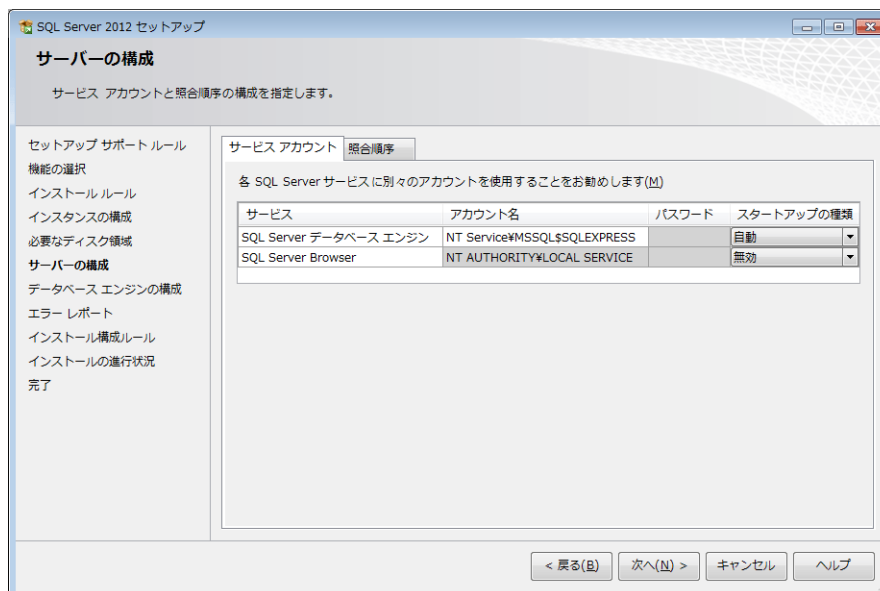 SQL Server 2012 セットアップ
サーバーの構成
サービス アカウントと照合順序の構成を指定します。
セットアップ サポート ルール
機能の選択
インストール ルール
インスタンスの構成
必要なディスク領域
サーバーの構成
データベース エンジンの構成
エラー レポート
インストール構成ルール
インストールの進行状況
完了
サービス アカウント 照合順序
各 SQL Server サービスに別々のアカウントを使用することをお勧めします(M)
サービス アカウント名 パスワード スタートアップの種類
SQL Server データベース エンジン NT Service¥MSSQL$SQLEXPRESS 自動
SQL Server Browser NT AUTHORITY¥LOCAL SERVICE 無効
< 戻る(B) 次へ(N) > キャンセル ヘルプ